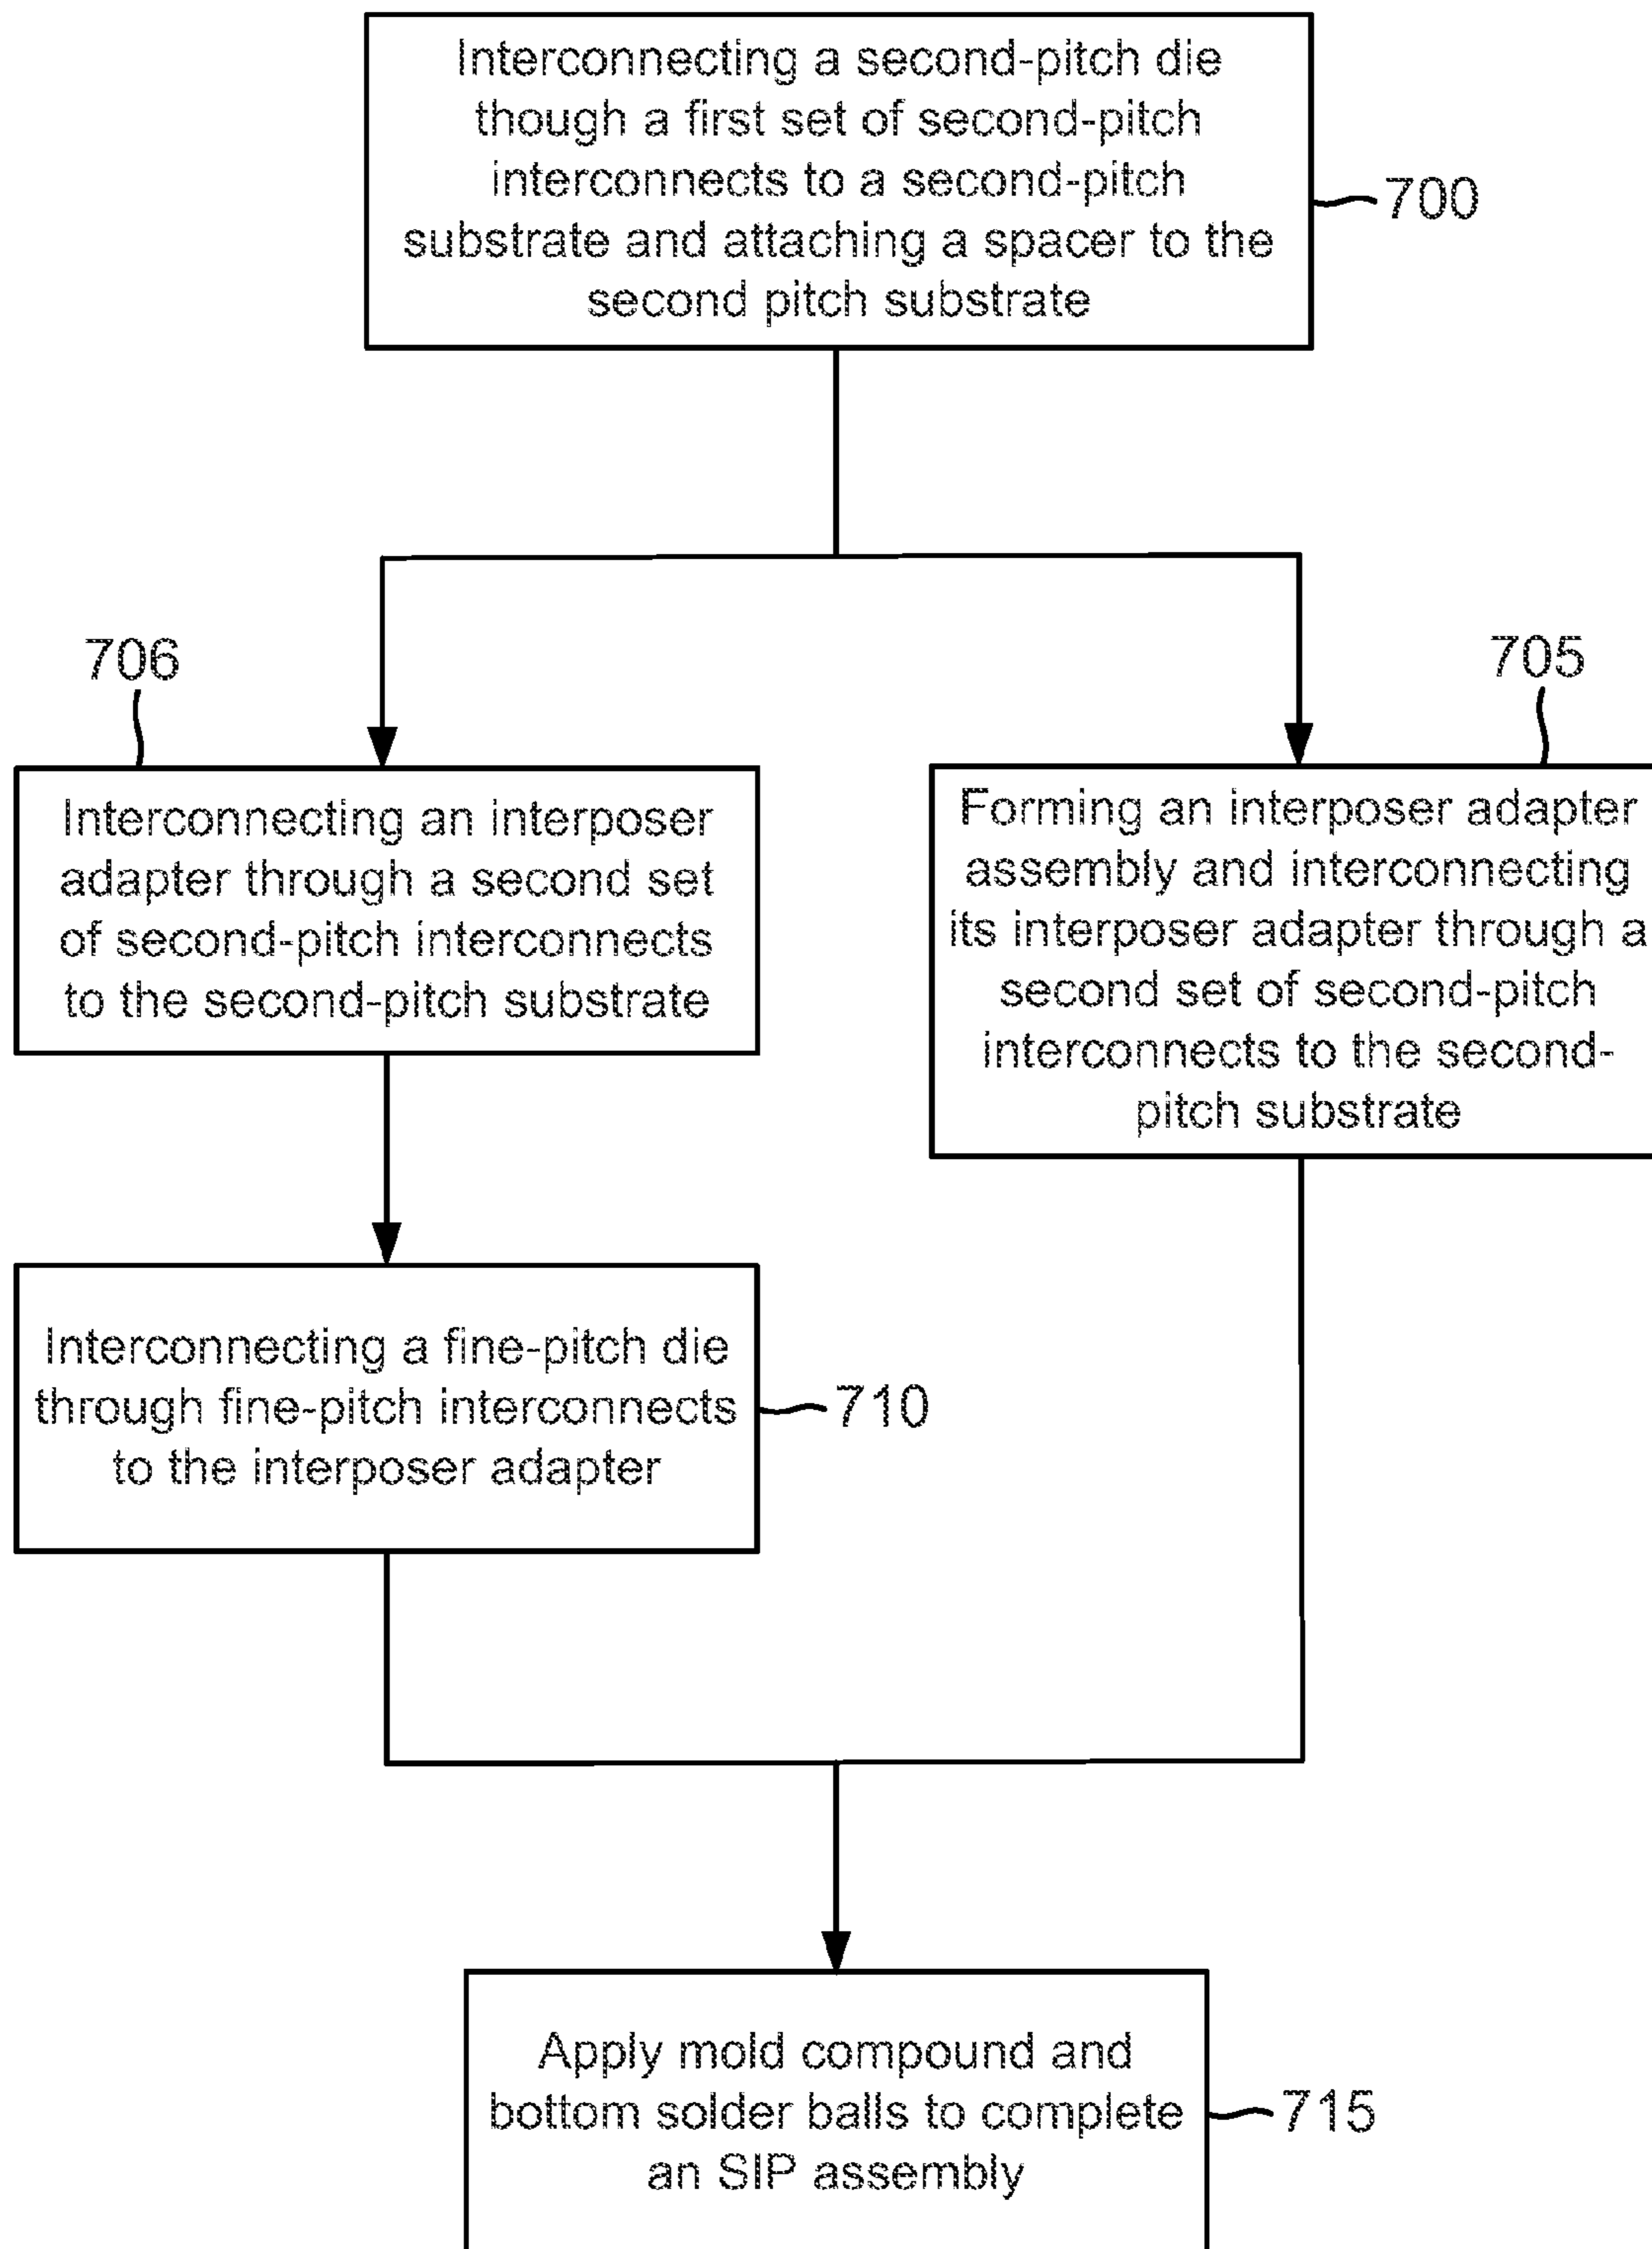 Interconnecting a second-pitch die
though a first set of second-pitch
interconnects to a second-pitch
substrate and attaching a spacer to the
second pitch substrate
700
706
Interconnecting an interposer
adapter through a second set
of second-pitch interconnects
to the second-pitch substrate
705
Forming an interposer adapter
assembly and interconnecting
its interposer adapter through a
second set of second-pitch
interconnects to the second-
pitch substrate
Interconnecting a fine-pitch die
through fine-pitch interconnects
to the interposer adapter
710
Apply mold compound and
bottom solder balls to complete
an SIP assembly
715